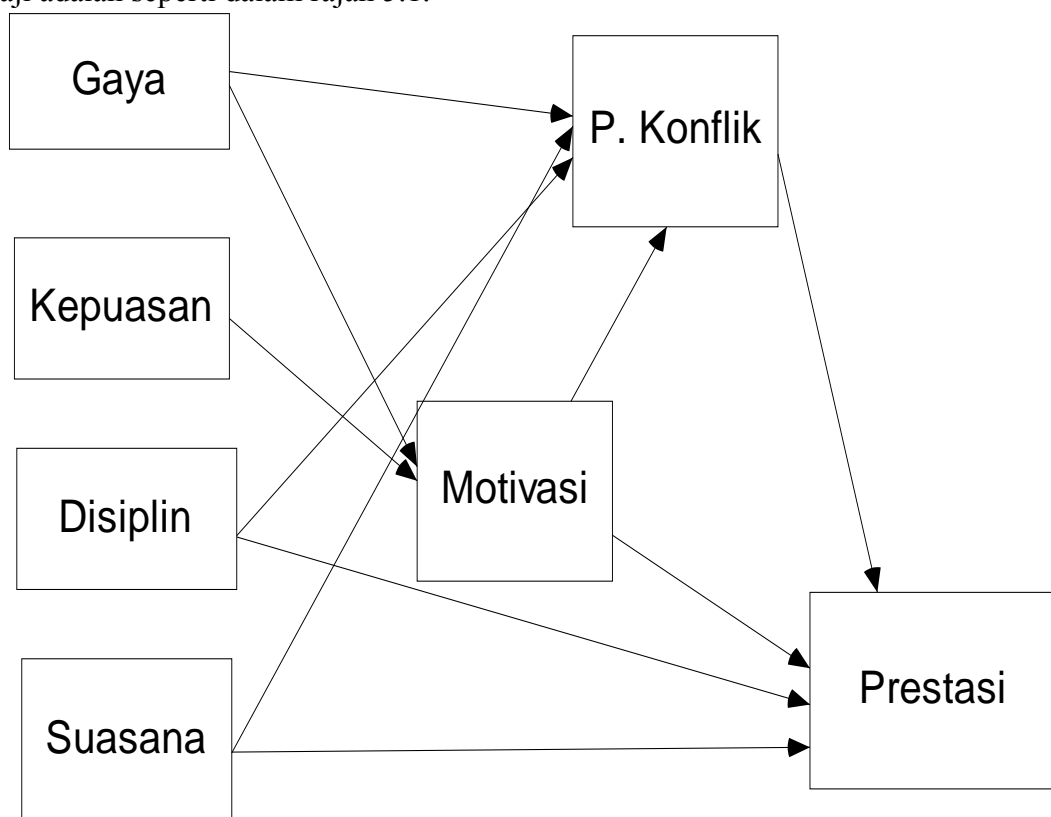 Gaya
P. Konflik
Kepuasan
Motivasi
Disiplin
Prestasi
Suasana